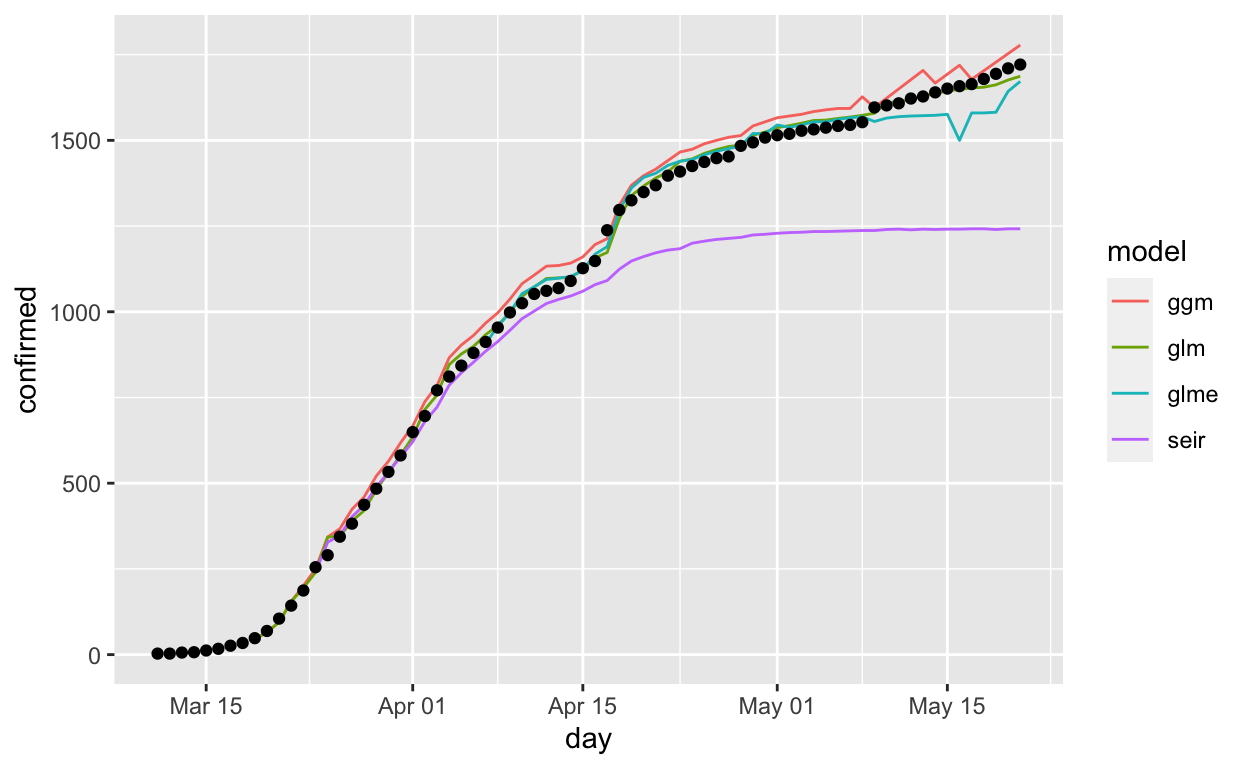 confirmed
1500
1000
500
0
Mar 15
Apr 01
Apr 15
May 01
May 15
day
model
ggm
glm
glme
seir